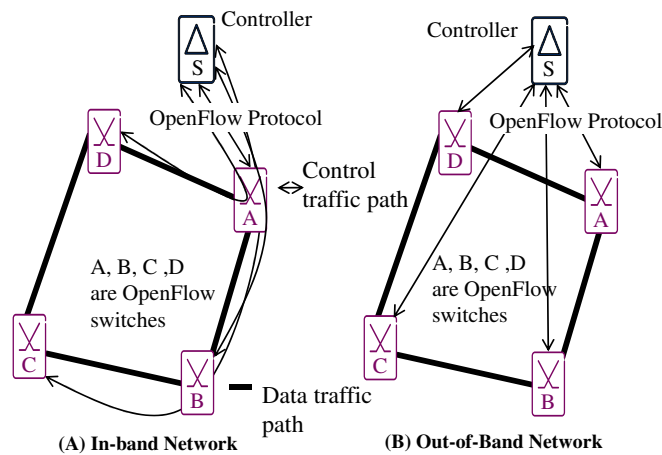 Controller
S
OpenFlow Protocol
D
A
Control
traffic path
A, B, C ,D
are OpenFlow
switches
C
B
Data traffic
path
(A) In-band Network
Controller
S
OpenFlow Protocol
D
A
A, B, C ,D
are OpenFlow
switches
C
B
(B) Out-of-Band Network